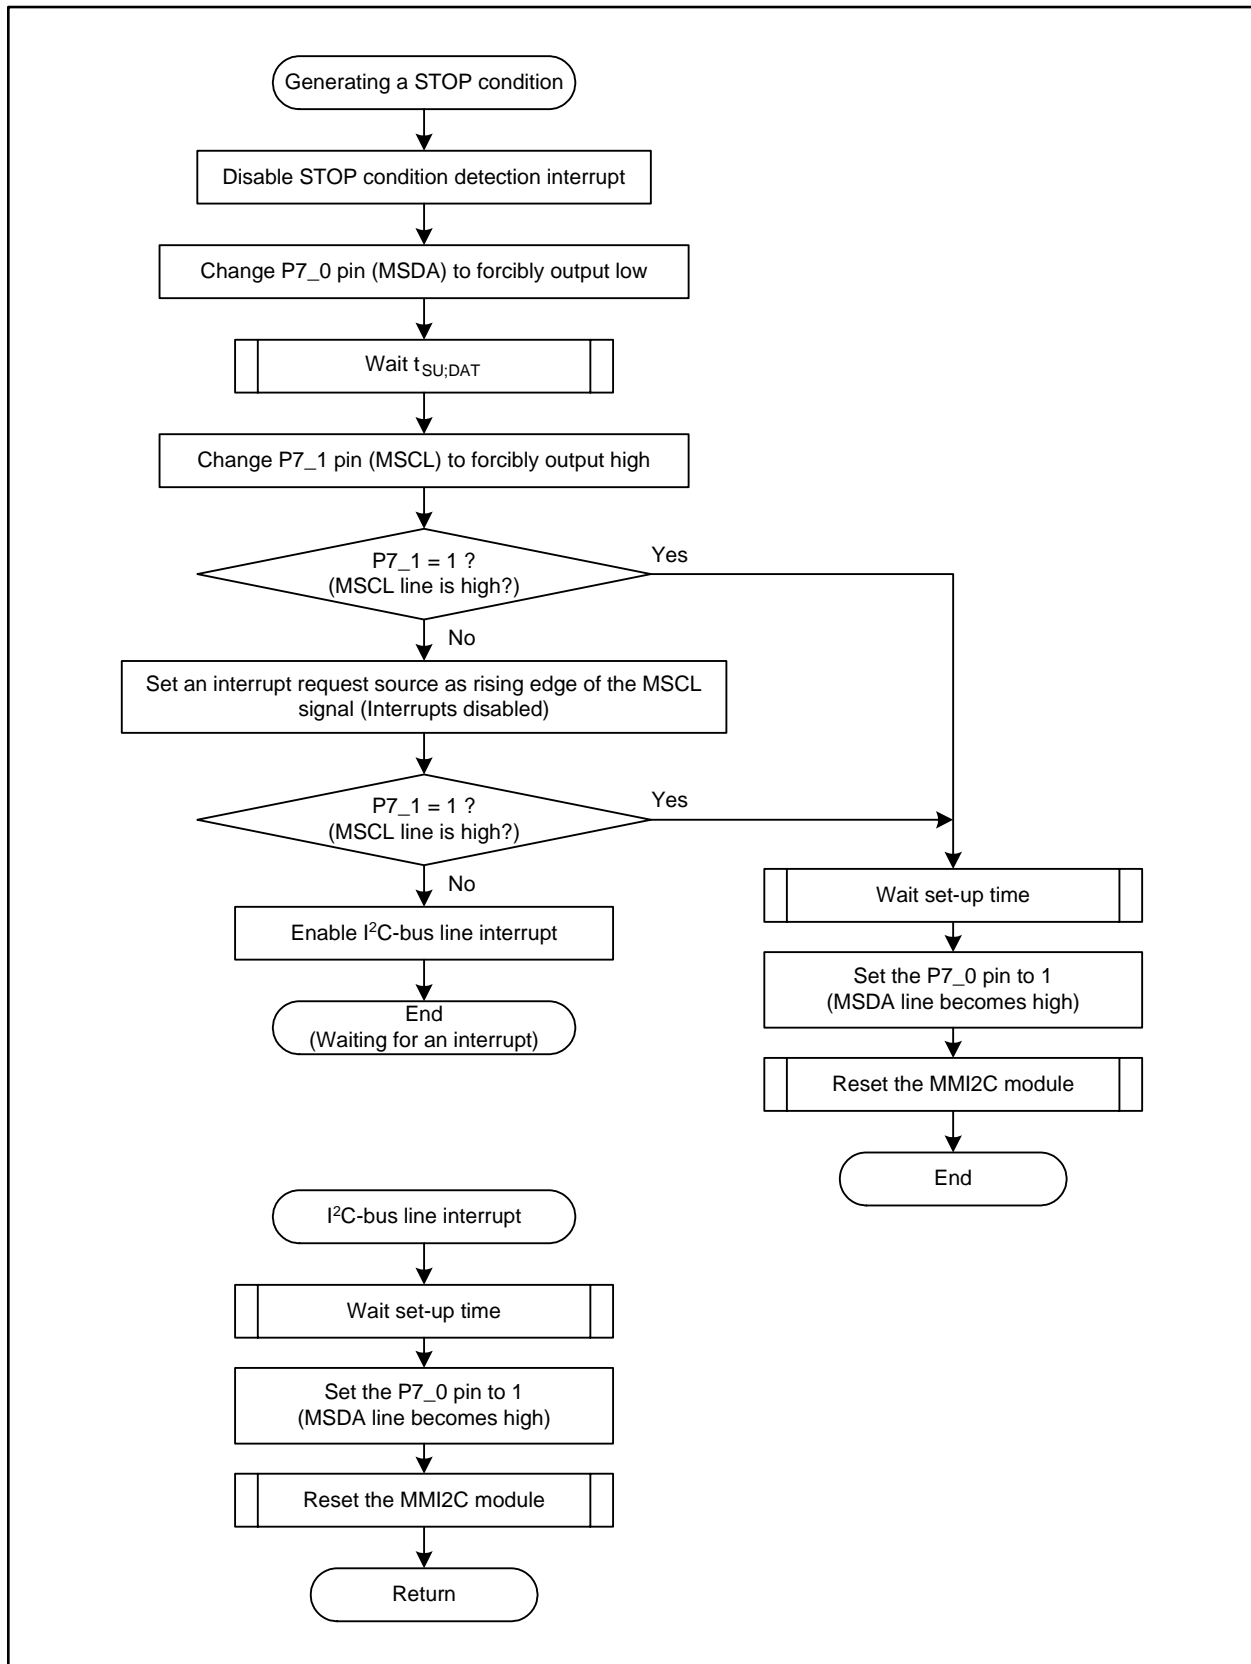 Generating a STOP condition
Disable STOP condition detection interrupt
Change P7_0 pin (MSDA) to forcibly output low
Wait tSU;DAT
Change P7_1 pin (MSCL) to forcibly output high
P7_1 = 1 ?
(MSCL line is high?)
Yes
No
Set an interrupt request source as rising edge of the MSCL
signal (Interrupts disabled)
P7_1 = 1 ?
(MSCL line is high?)
Yes
No
Enable I²C-bus line interrupt
End
(Waiting for an interrupt)
Wait set-up time
Set the P7_0 pin to 1
(MSDA line becomes high)
Reset the MMI2C module
End
I²C-bus line interrupt
Wait set-up time
Set the P7_0 pin to 1
(MSDA line becomes high)
Reset the MMI2C module
Return